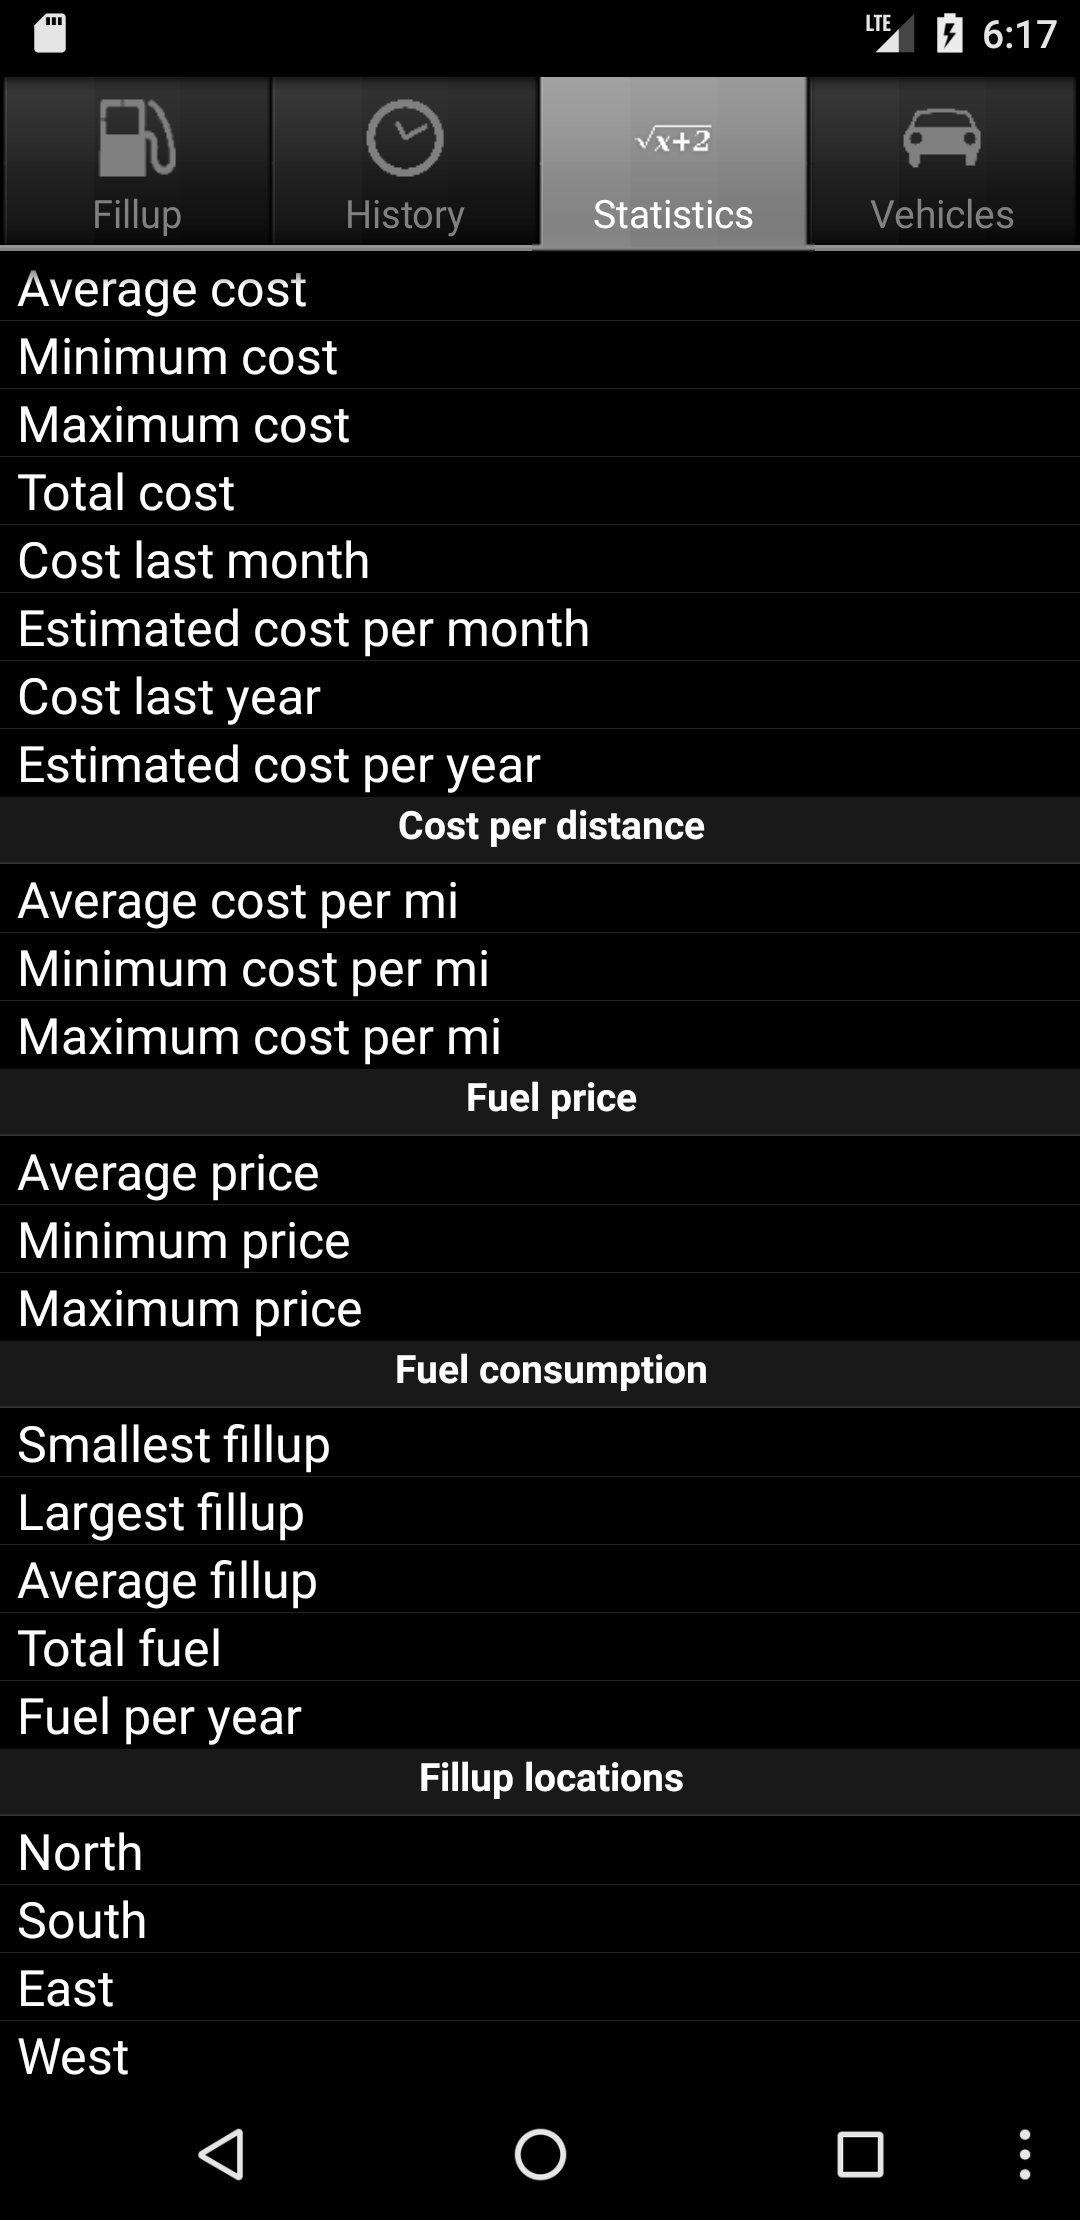 LTE 6:17
Fillup History √x+2 Statistics Vehicles
Average cost
Minimum cost
Maximum cost
Total cost
Cost last month
Estimated cost per month
Cost last year
Estimated cost per year
Cost per distance
Average cost per mi
Minimum cost per mi
Maximum cost per mi
Fuel price
Average price
Minimum price
Maximum price
Fuel consumption
Smallest fillup
Largest fillup
Average fillup
Total fuel
Fuel per year
Fillup locations
North
South
East
West